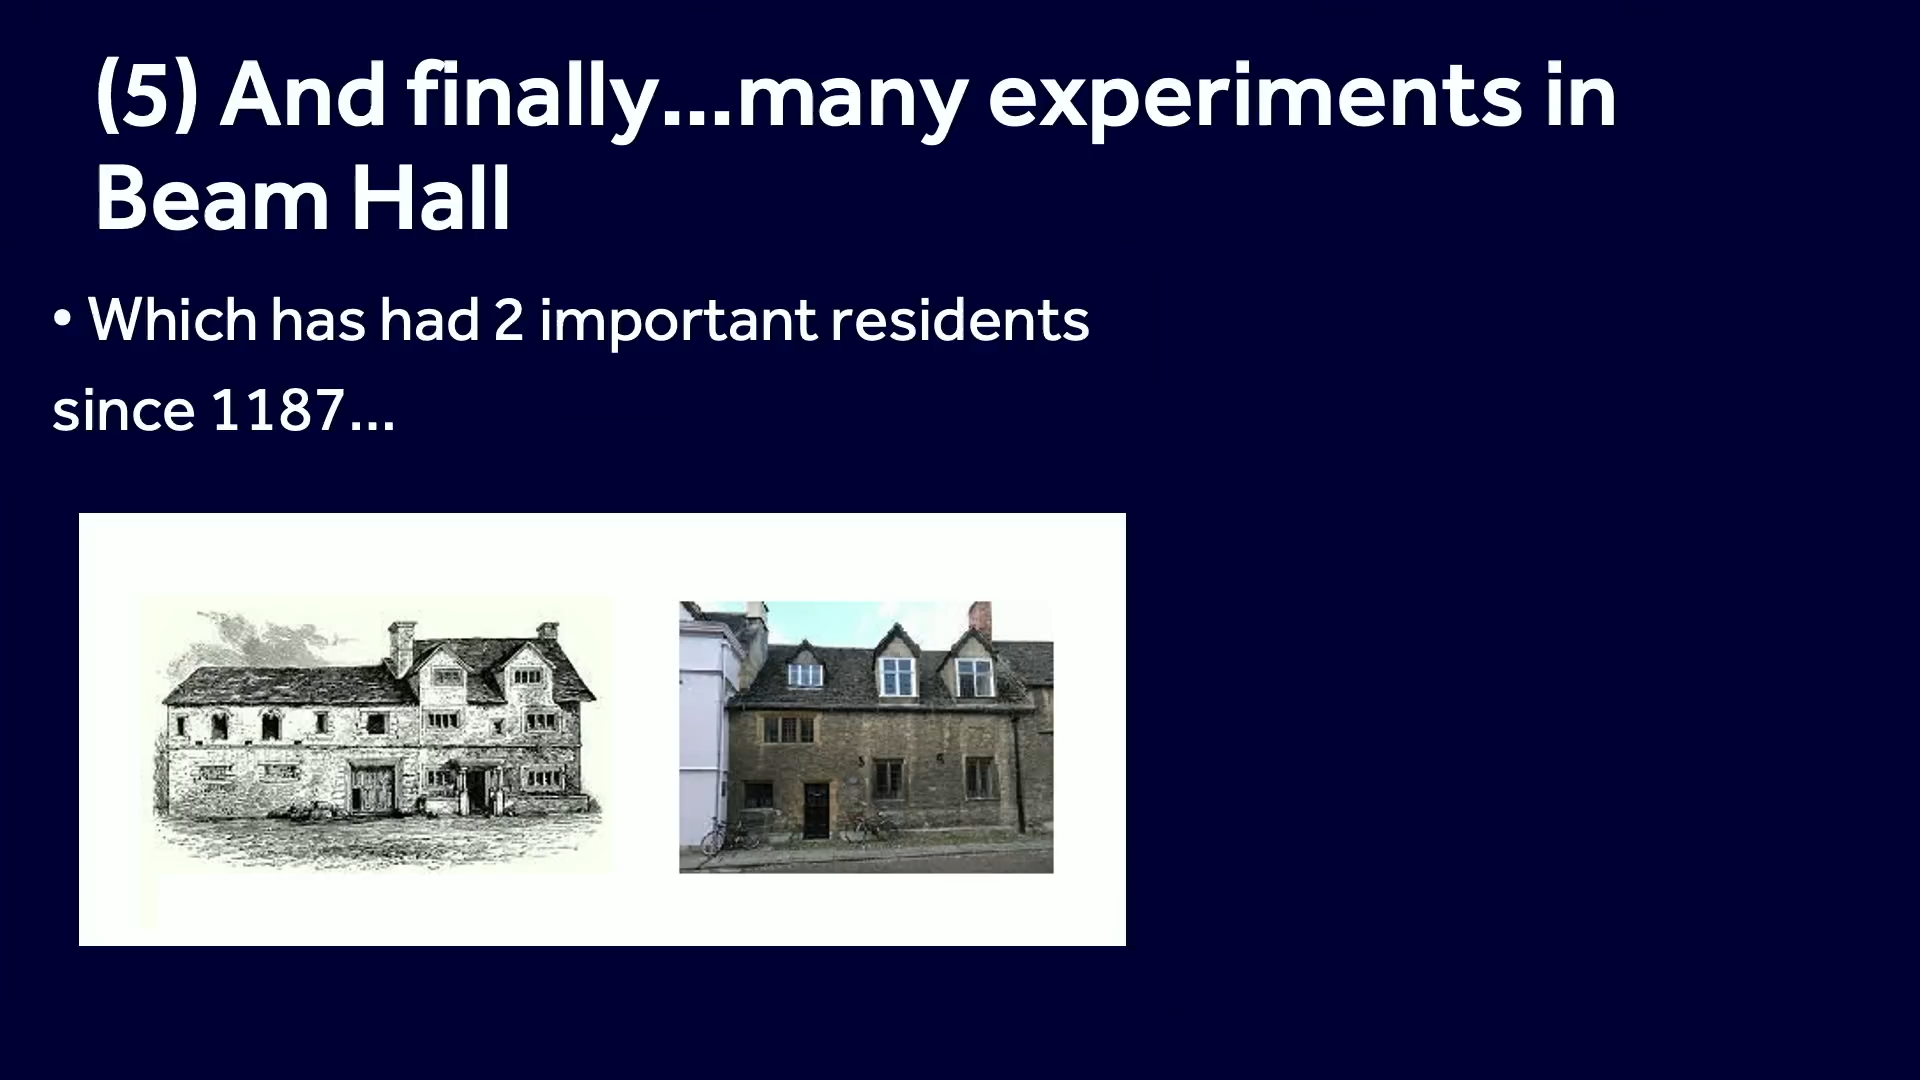 (5) And finally...many experiments in
Beam Hall
• Which has had 2 important residents
since 1187...